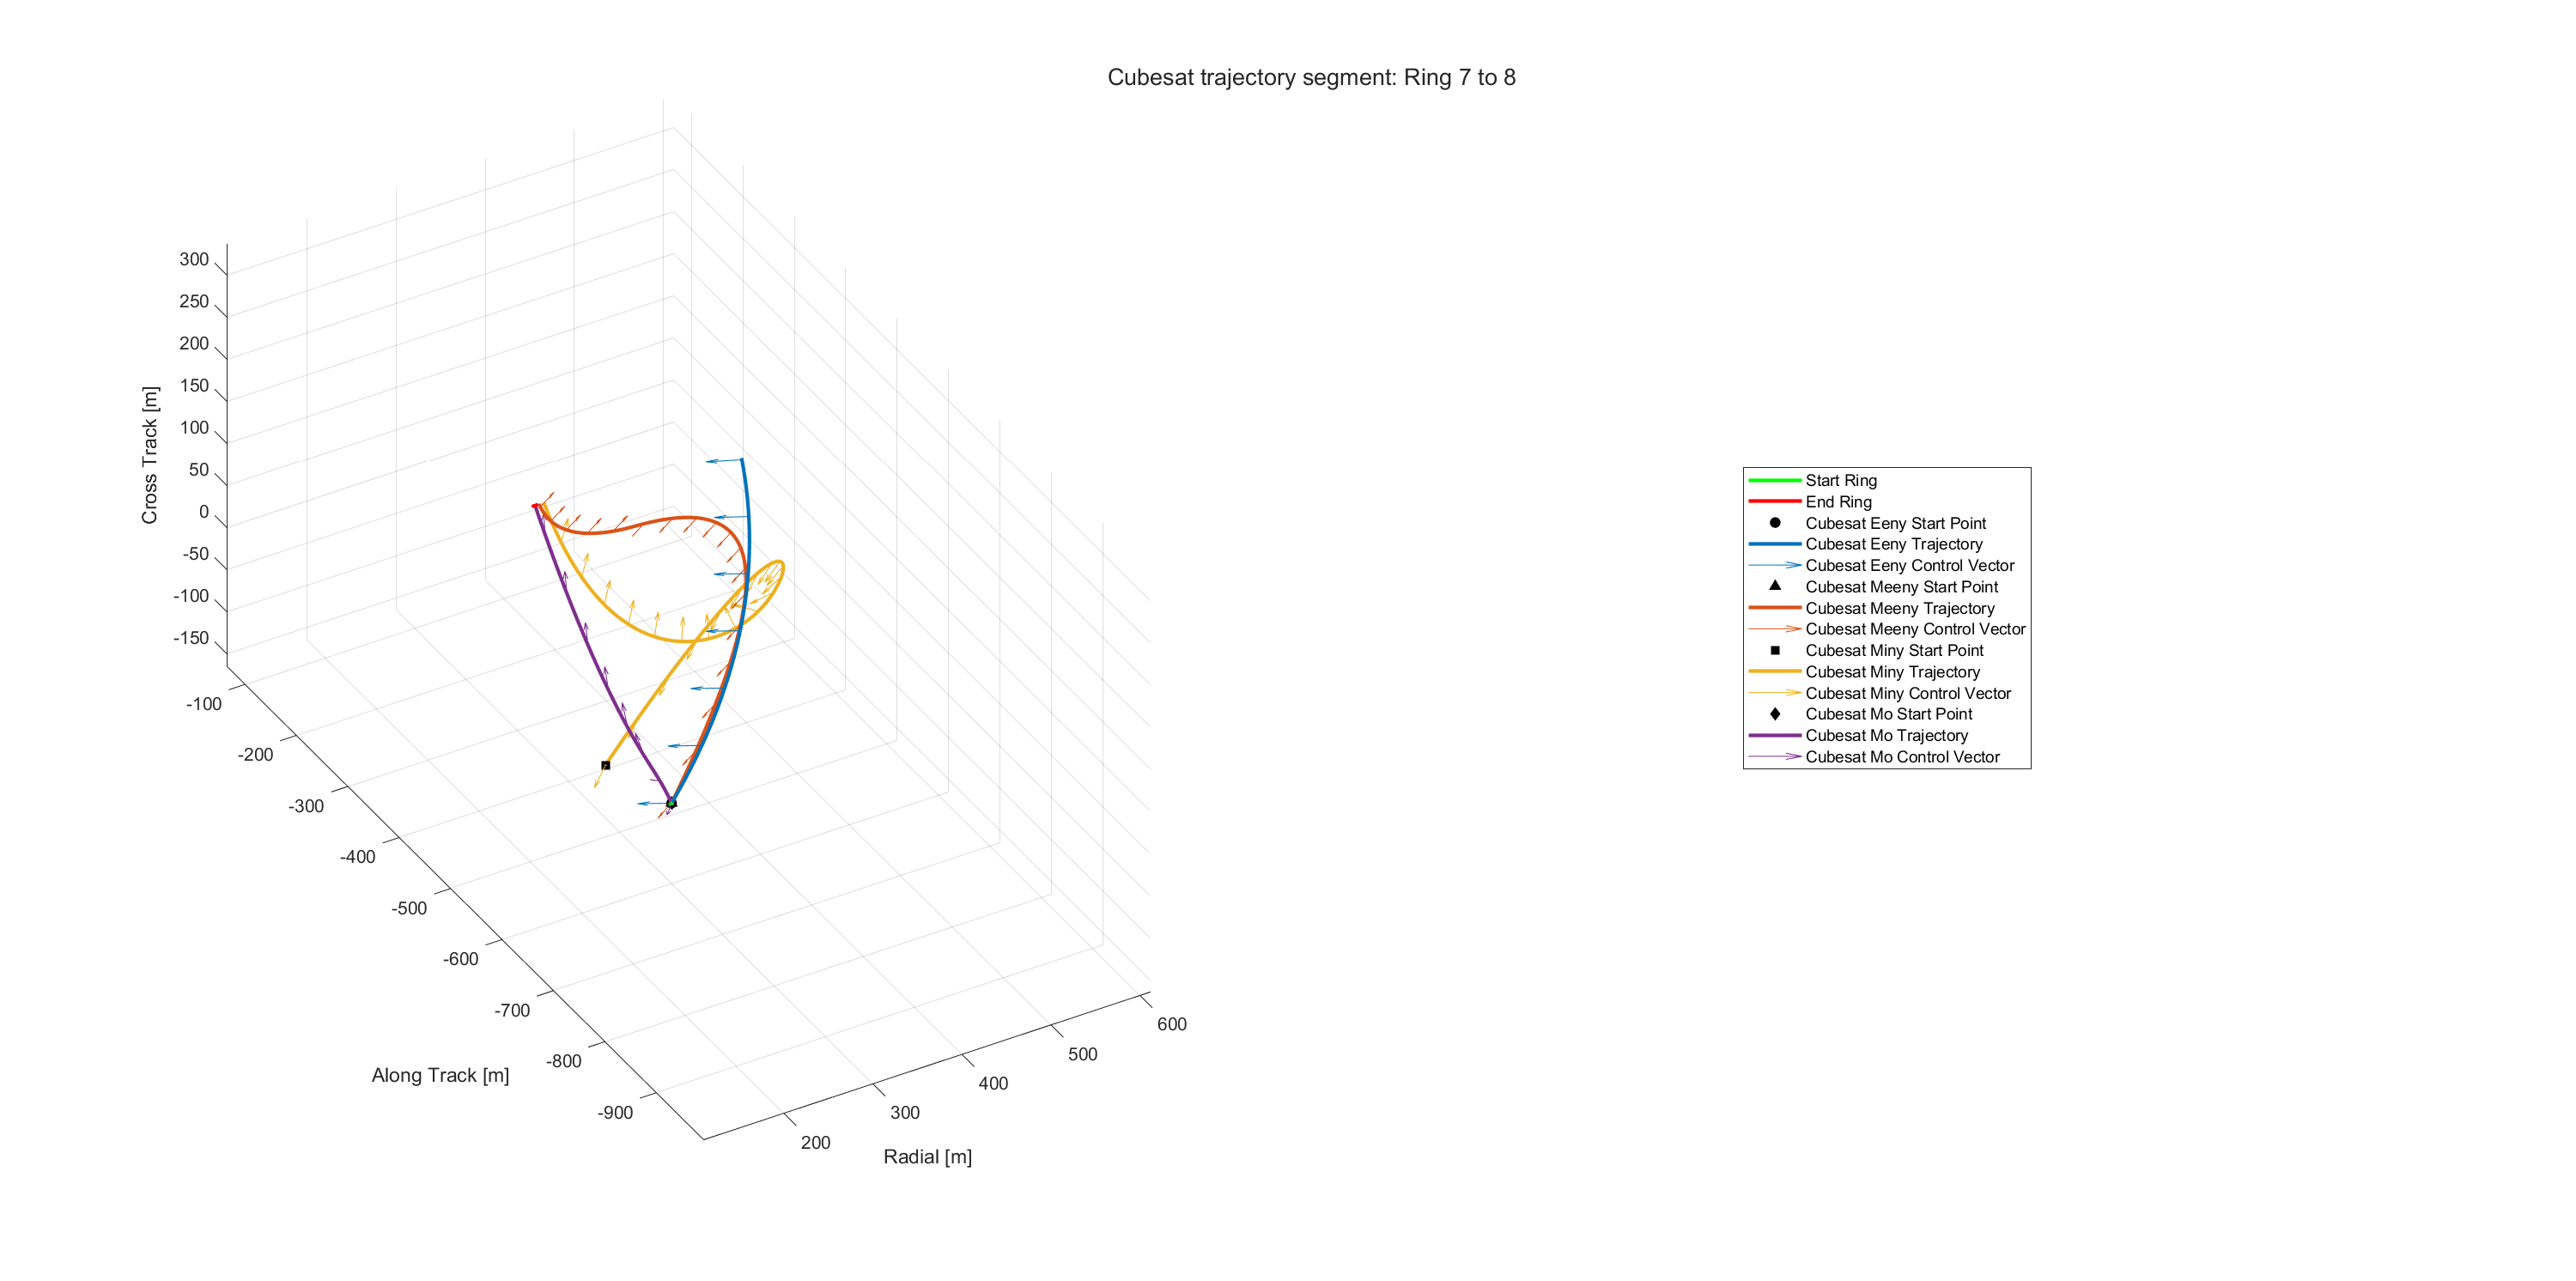 Cubesat trajectory segment: Ring 7 to 8
300
250
200
150
100
50
0
-50
-100
-150
Cross Track [m]
-100
-200
-300
-400
-500
-600
-700
-800
-900
Along Track [m]
200
300
400
500
600
Radial [m]
Start Ring
End Ring
Cubesat Eeny Start Point
Cubesat Eeny Trajectory
Cubesat Eeny Control Vector
Cubesat Meeny Start Point
Cubesat Meeny Trajectory
Cubesat Meeny Control Vector
Cubesat Miny Start Point
Cubesat Miny Trajectory
Cubesat Miny Control Vector
Cubesat Mo Start Point
Cubesat Mo Trajectory
Cubesat Mo Control Vector